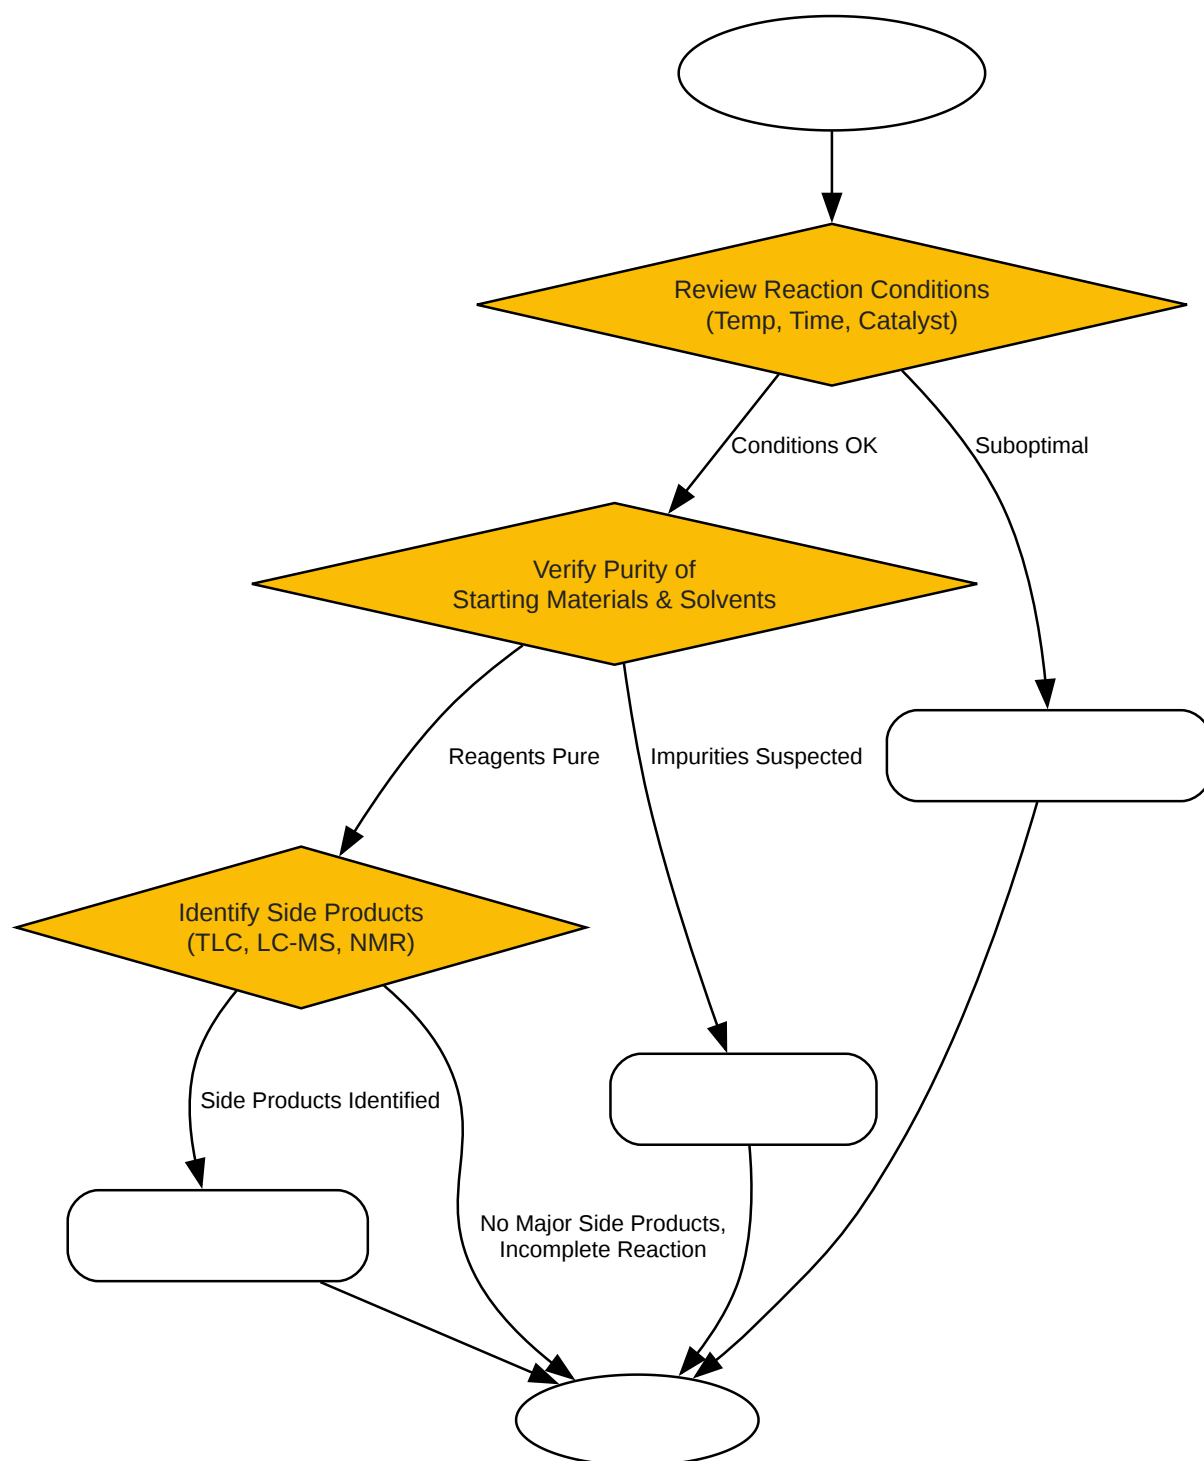 Review Reaction Conditions
(Temp, Time, Catalyst)
Conditions OK
Suboptimal
Verify Purity of
Starting Materials & Solvents
Reagents Pure
Impurities Suspected
Identify Side Products
(TLC, LC-MS, NMR)
Side Products Identified
No Major Side Products,
Incomplete Reaction